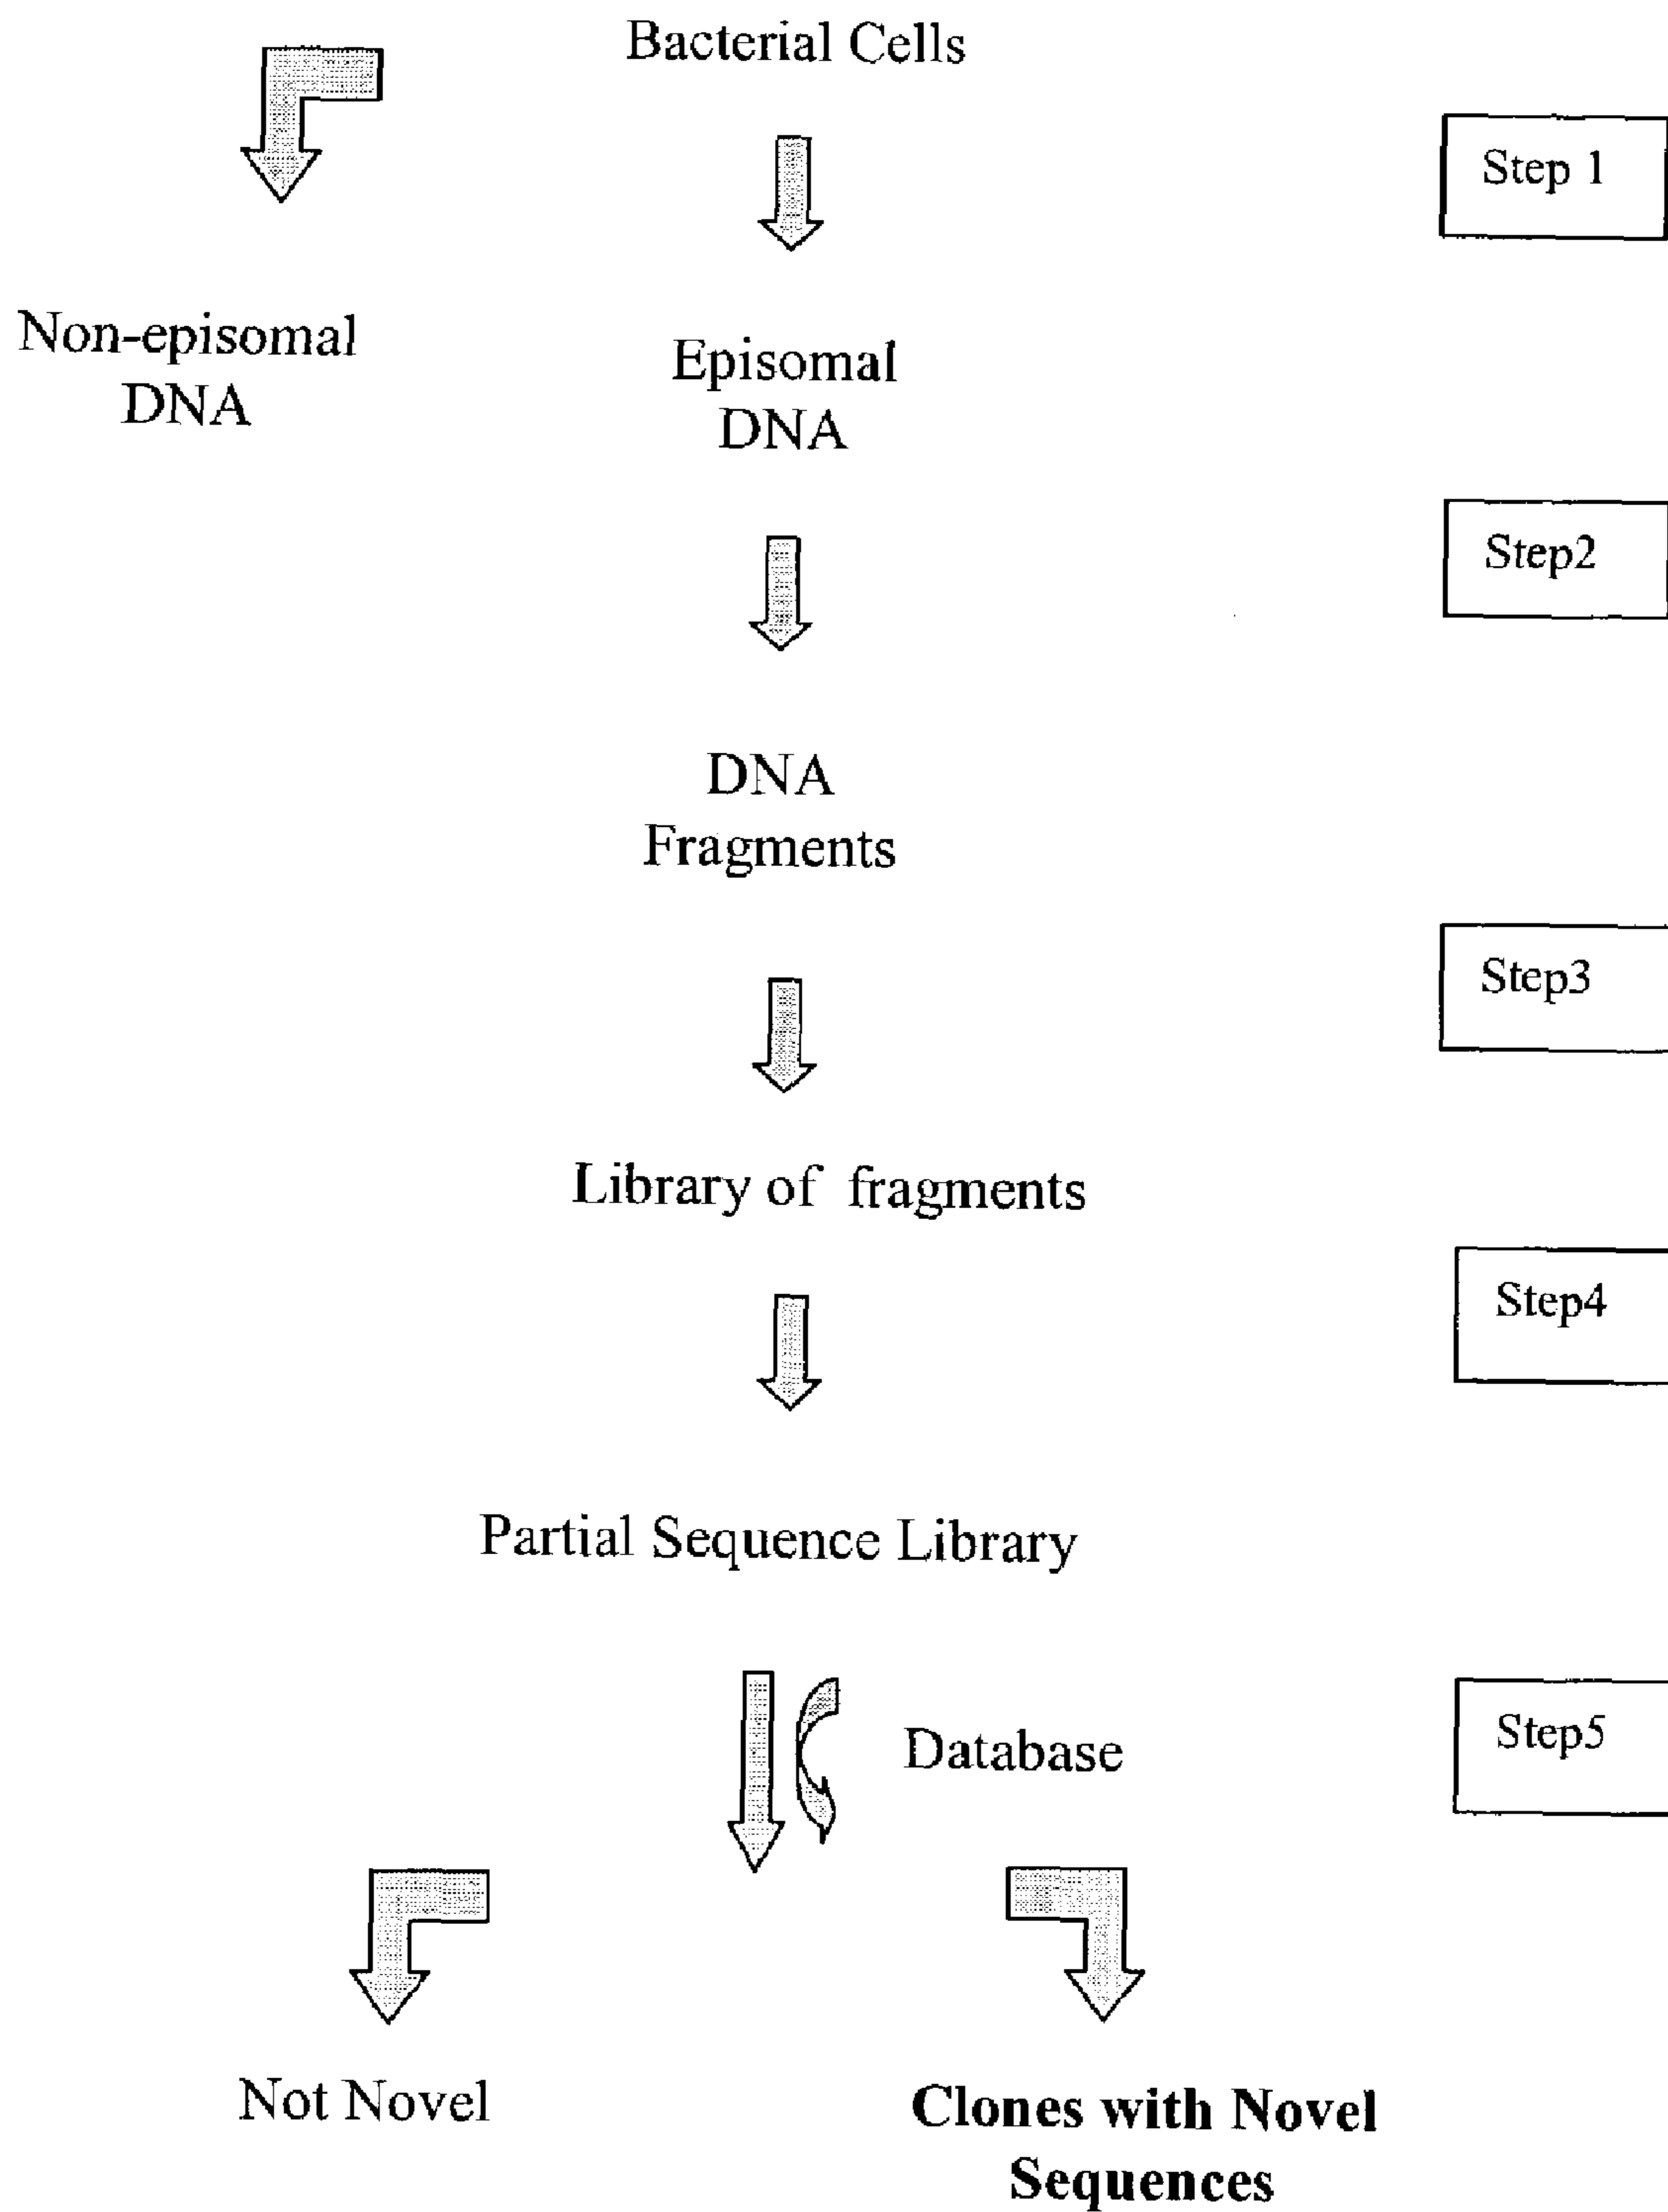 Bacterial Cells
Step 1
Non-episomal
DNA
Episomal
DNA
Step2
DNA
Fragments
Step3
Library of fragments
Step4
Partial Sequence Library
Database
Step5
Not Novel
Clones with Novel
Sequences